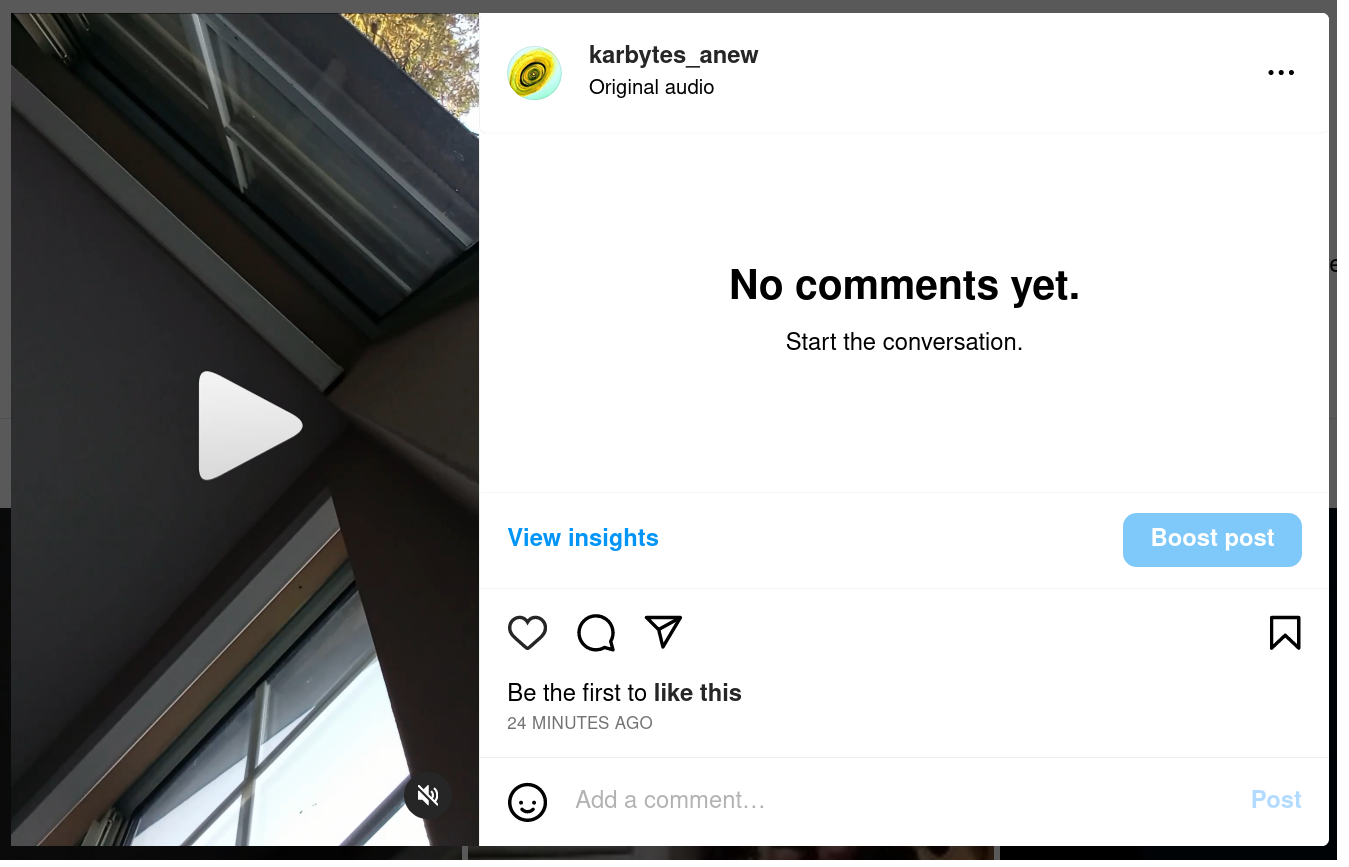 karbytes_anew
Original audio
No comments yet.
Start the conversation.
View insights
Boost post
Be the first to like this
24 MINUTES AGO
Add a comment…
Post